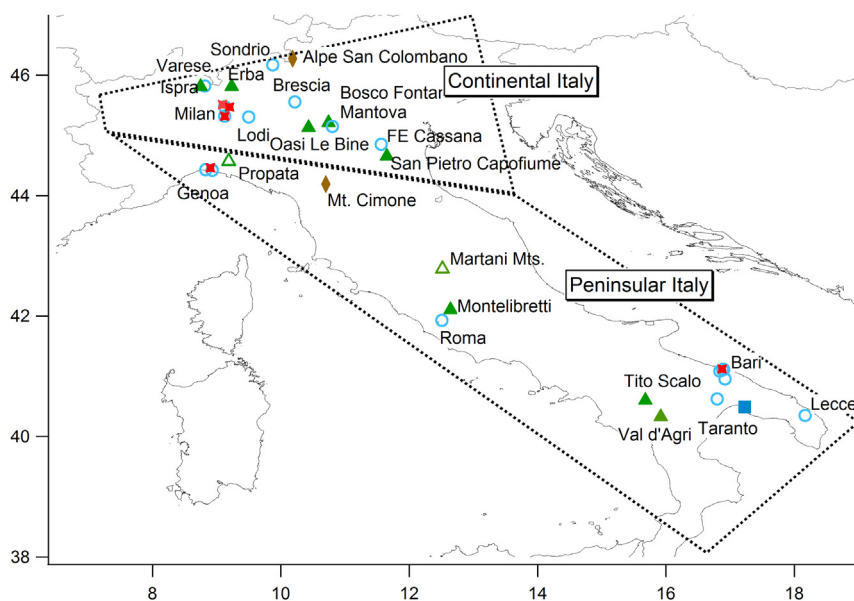 46
44
42
40
38
8
10
12
14
16
18
Sondrio
Alpe San Colombano
Varese
Erba
Ispra
Brescia
Continental Italy
Bosco Fontar
Milan
Mantova
Lodi
FE Cassana
Oasi Le Bine
San Pietro Capofiume
Propata
Genoa
Mt. Cimone
Martani Mts.
Peninsular Italy
Montelibretti
Roma
Bari
Tito Scalo
Lecce
Val d'Agri
Taranto